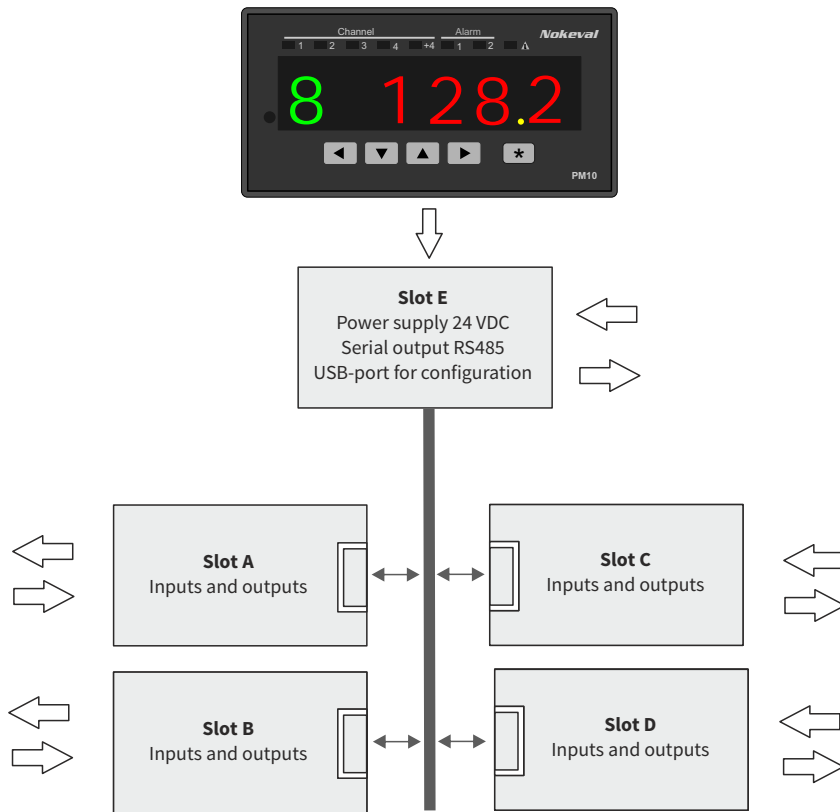 Channel Alarm Nokeval
1 2 3 4 +4 1 2
8 128.2
*
PM10
Slot E
Power supply 24 VDC
Serial output RS485
USB-port for configuration
Slot A
Inputs and outputs
Slot C
Inputs and outputs
Slot B
Inputs and outputs
Slot D
Inputs and outputs